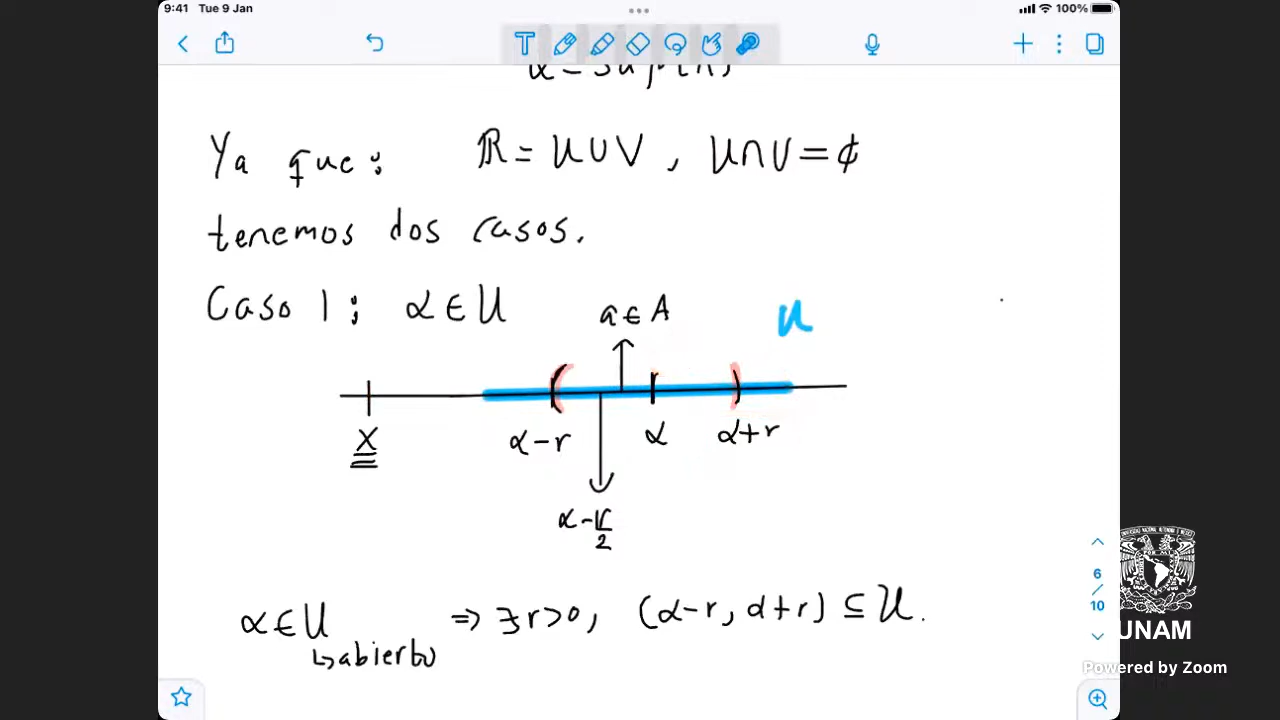 9:41 Tue 9 Jan
100%
Ya que: ℝ = U ∪ V, U ∩ V = ∅
tenemos dos casos.
Caso 1: α ∈ U
a ∈ A
U
x
α-r
α
α+r
α-r/2
α ∈ U ⇒ ∃ r>0, (α-r, α+r) ⊆ U.
↳abierto
6
/
10
UNAM
Powered by Zoom